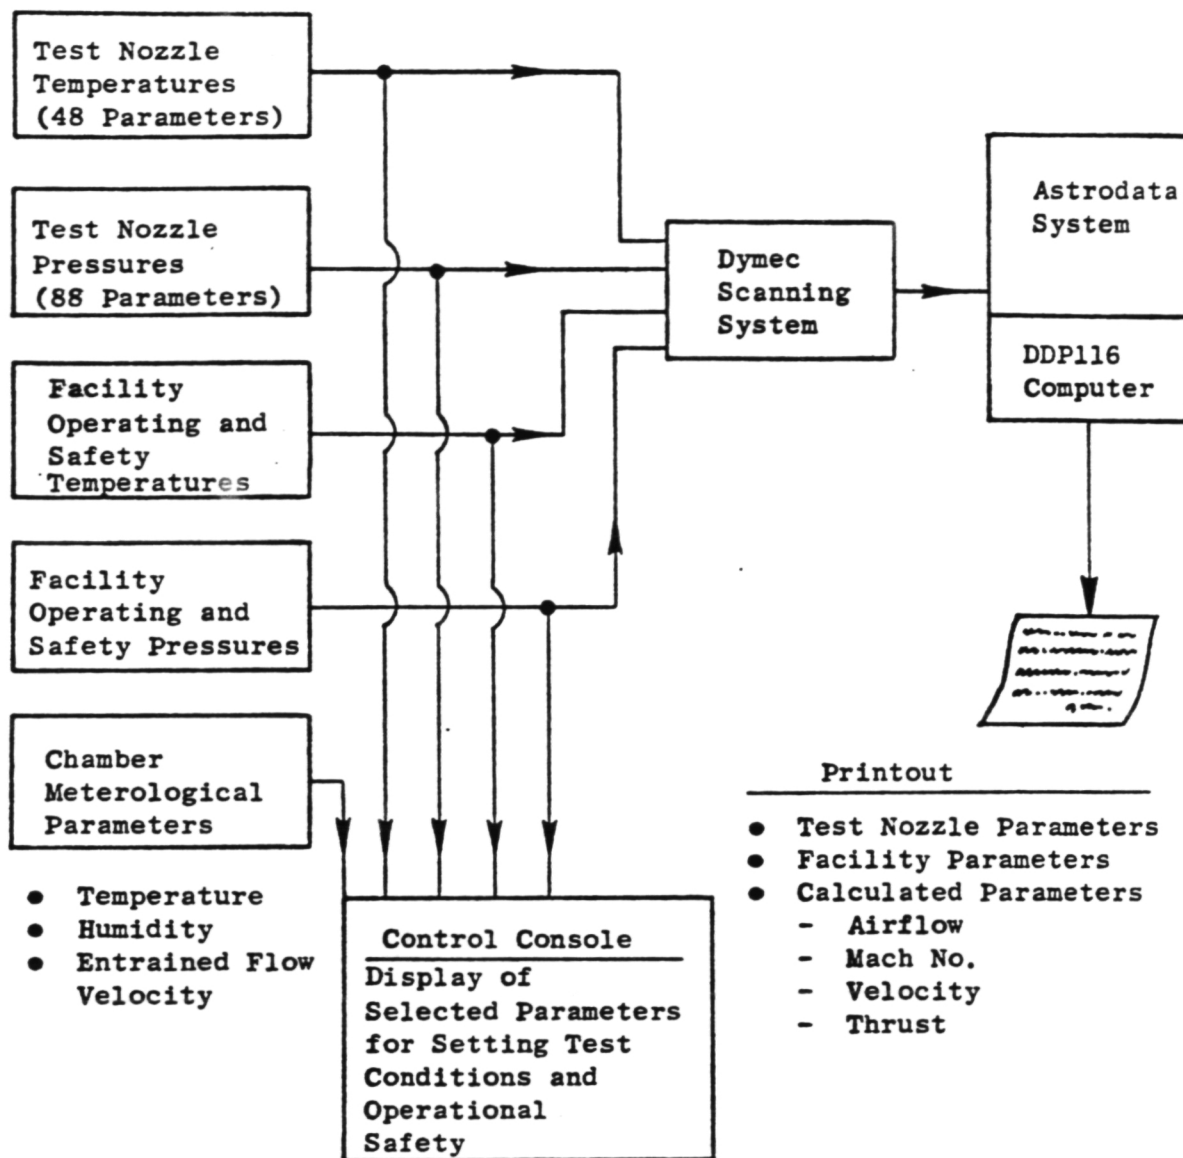 Test Nozzle
Temperatures
(48 Parameters)
Test Nozzle
Pressures
(88 Parameters)
Facility
Operating and
Safety
Temperatures
Facility
Operating and
Safety Pressures
Chamber
Meterological
Parameters
● Temperature
● Humidity
● Entrained Flow
Velocity
Dymec
Scanning
System
Astrodata
System
DDP116
Computer
Control Console
Display of
Selected Parameters
for Setting Test
Conditions and
Operational
Safety
Printout
● Test Nozzle Parameters
● Facility Parameters
● Calculated Parameters
- Airflow
- Mach No.
- Velocity
- Thrust